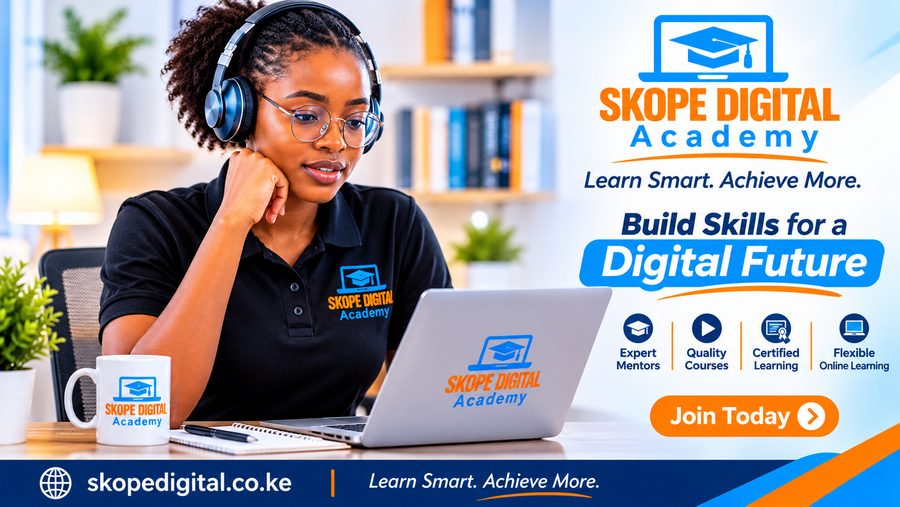 SKOPE DIGITAL
Academy
Learn Smart. Achieve More.
Build Skills for a
Digital Future
Expert
Mentors
Quality
Courses
Certified
Learning
Flexible
Online Learning
Join Today
SKOPE DIGITAL
Academy
SKOPE DIGITAL
Academy
SKOPE DIGITAL
Academy
skopedigital.co.ke
Learn Smart. Achieve More.